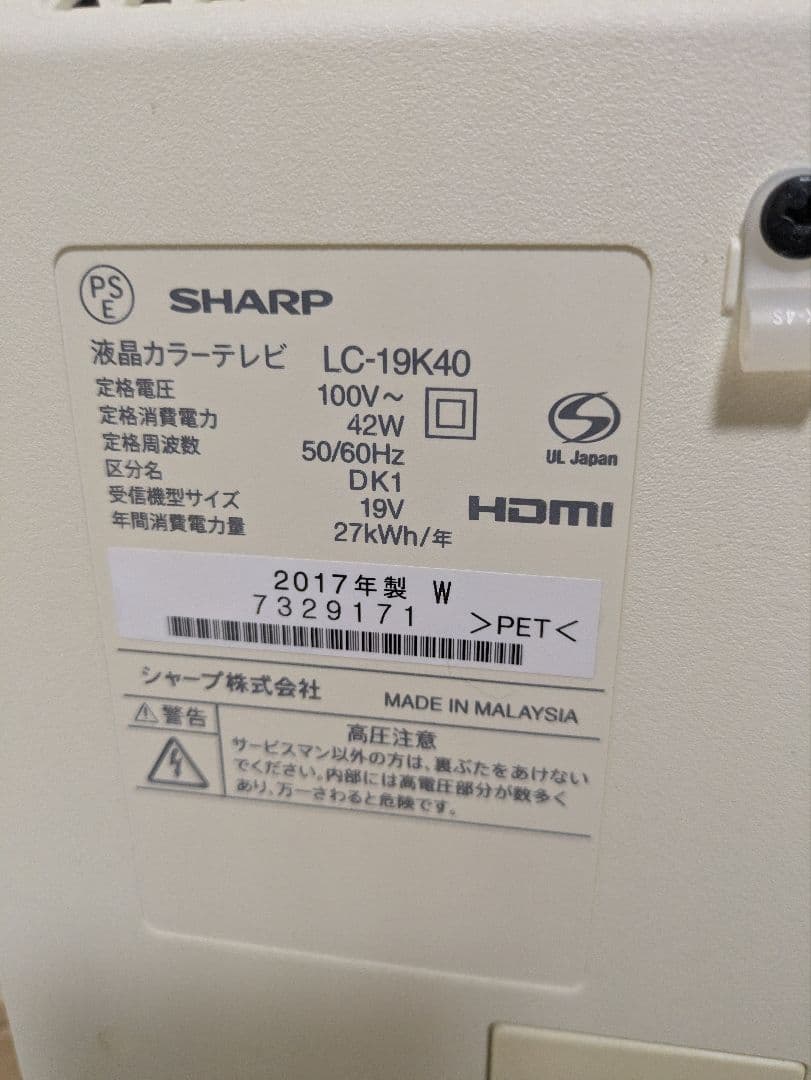 PS
E
SHARP
液晶カラーテレビ LC-19K40
定格電圧 100V~
定格消費電力 42W
定格周波数 50/60Hz
区分名 DK1
受信機型サイズ 19V
年間消費電力量 27kWh/年
UL Japan
HDMI
2017年製 W
7329171 >PET<
シャープ株式会社 MADE IN MALAYSIA
警告
高圧注意
サービスマン以外の方は、裏ぶたをあけない
でください。内部には高電圧部分が数多く
あり、万一さわると危険です。